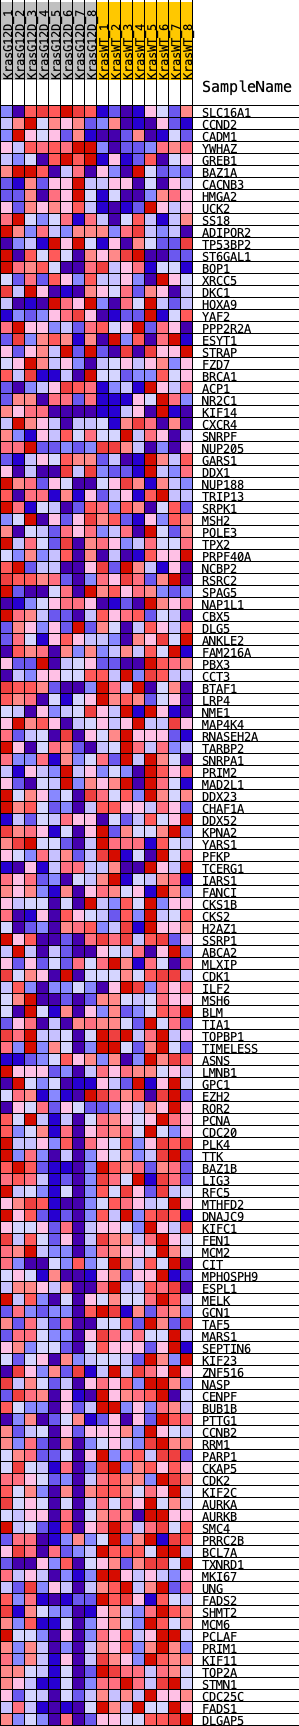 KrasG12D_1
KrasG12D_2
KrasG12D_3
KrasG12D_4
KrasG12D_5
KrasG12D_6
KrasG12D_7
KrasG12D_8
KrasWT_1
KrasWT_2
KrasWT_3
KrasWT_4
KrasWT_5
KrasWT_6
KrasWT_7
KrasWT_8
SampleName
SLC16A1
CCND2
CADM1
YWHAZ
GREB1
BAZ1A
CACNB3
HMGA2
UCK2
SS18
ADIPOR2
TP53BP2
ST6GAL1
BOP1
XRCC5
DKC1
HOXA9
YAF2
PPP2R2A
ESYT1
STRAP
FZD7
BRCA1
ACP1
NR2C1
KIF14
CXCR4
SNRPF
NUP205
GARS1
DDX1
NUP188
TRIP13
SRPK1
MSH2
POLE3
TPX2
PRPF40A
NCBP2
RSRC2
SPAG5
NAP1L1
CBX5
DLG5
ANKLE2
FAM216A
PBX3
CCT3
BTAF1
LRP4
NME1
MAP4K4
RNASEH2A
TARBP2
SNRPA1
PRIM2
MAD2L1
DDX23
CHAF1A
DDX52
KPNA2
YARS1
PFKP
TCERG1
IARS1
FANCI
CKS1B
CKS2
H2AZ1
SSRP1
ABCA2
MLXIP
CDK1
ILF2
MSH6
BLM
TIA1
TOPBP1
TIMELESS
ASNS
LMNB1
GPC1
EZH2
ROR2
PCNA
CDC20
PLK4
TTK
BAZ1B
LIG3
RFC5
MTHFD2
DNAJC9
KIFC1
FEN1
MCM2
CIT
MPHOSPH9
ESPL1
MELK
GCN1
TAF5
MARS1
SEPTIN6
KIF23
ZNF516
NASP
CENPF
BUB1B
PTTG1
CCNB2
RRM1
PARP1
CKAP5
CDK2
KIF2C
AURKA
AURKB
SMC4
PRRC2B
BCL7A
TXNRD1
MKI67
UNG
FADS2
SHMT2
MCM6
PCLAF
PRIM1
KIF11
TOP2A
STMN1
CDC25C
FADS1
DLGAP5